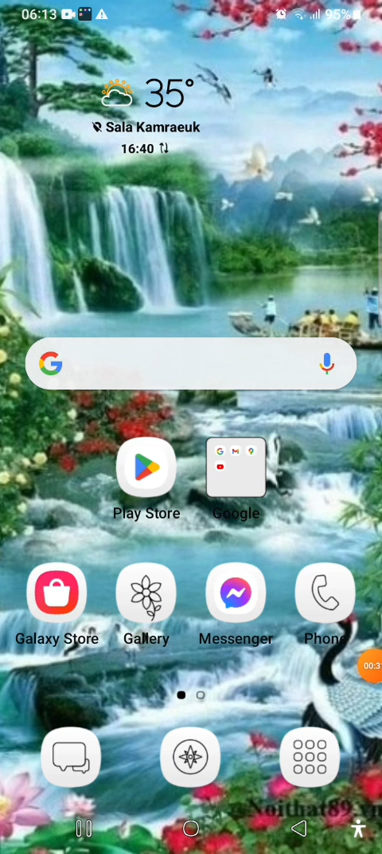 06:13
95%
35°
Sala Kamraeuk
16:40
Play Store
Google
Galaxy Store
Gallery
Messenger
Phone
Noithat89.vn